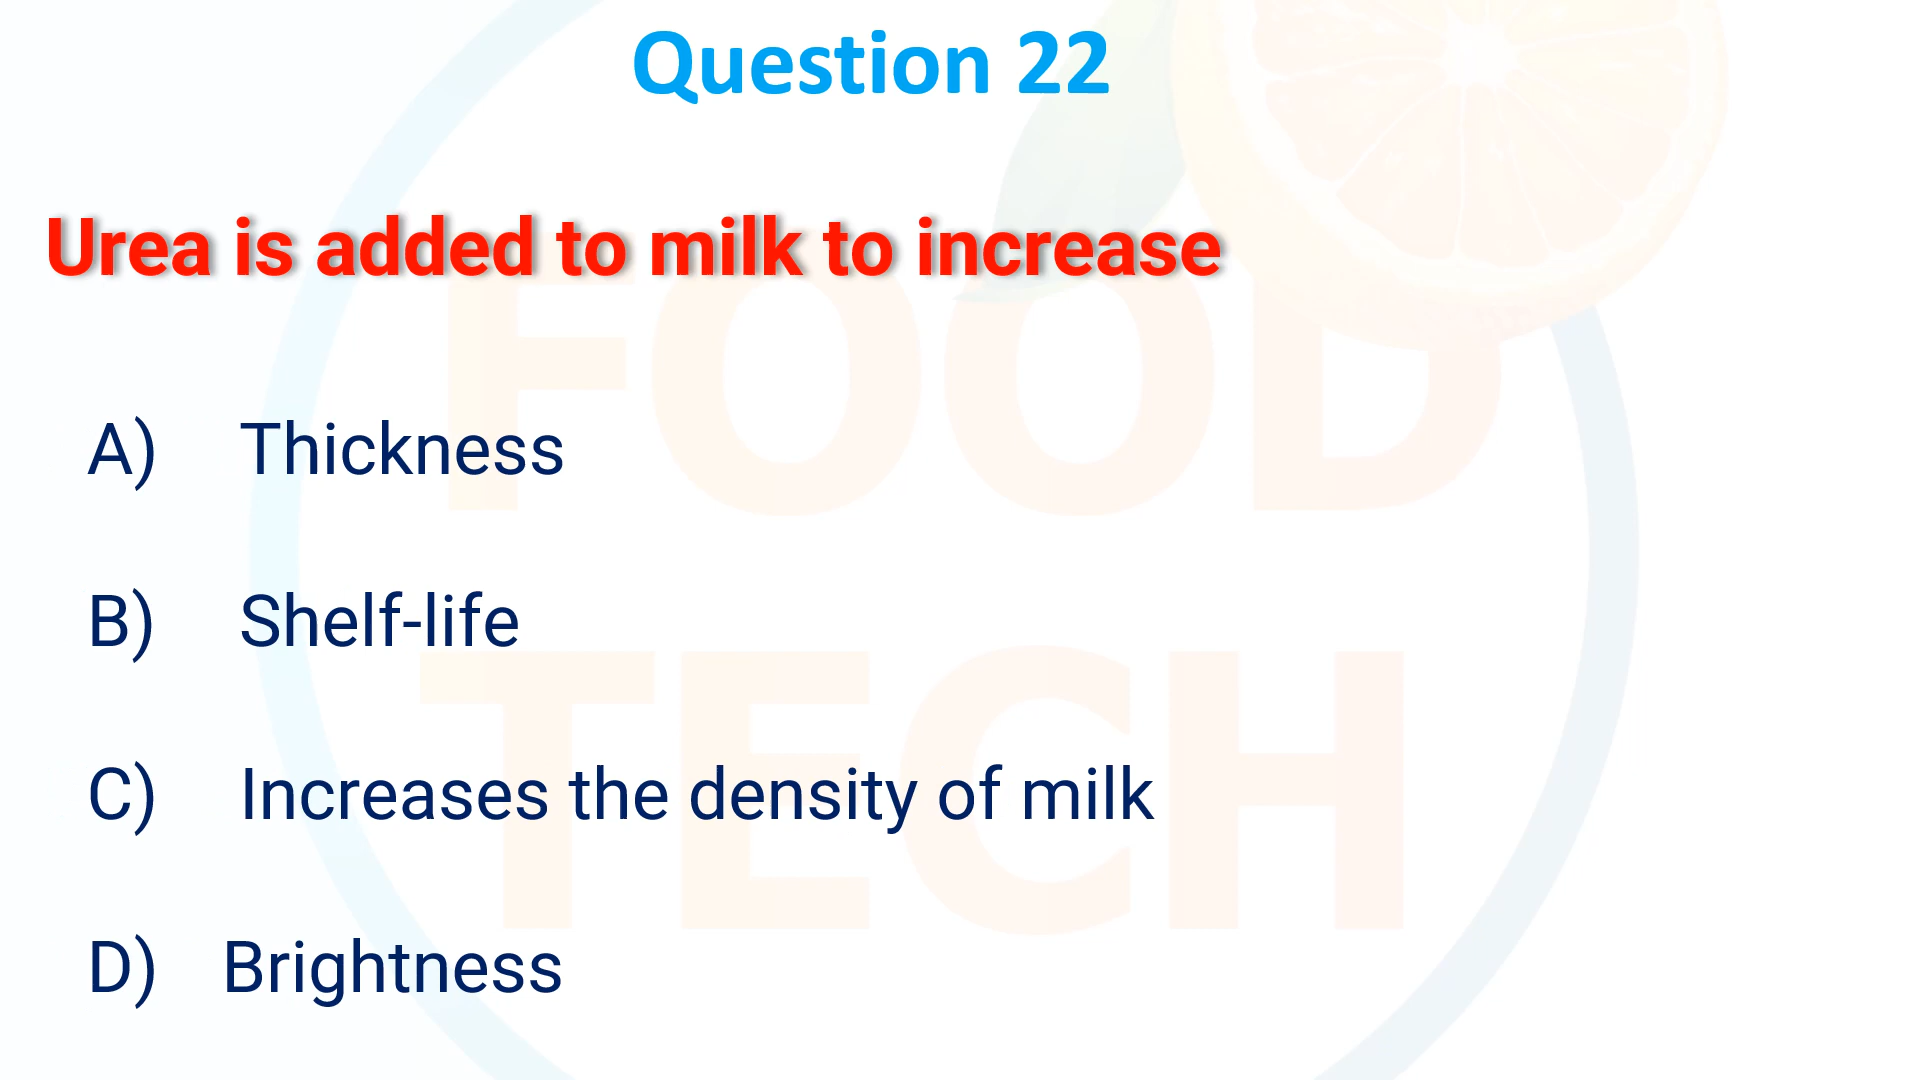 Question 22
Urea is added to milk to increase
A) Thickness
B) Shelf-life
C) Increases the density of milk
D) Brightness
FOOD
TECH